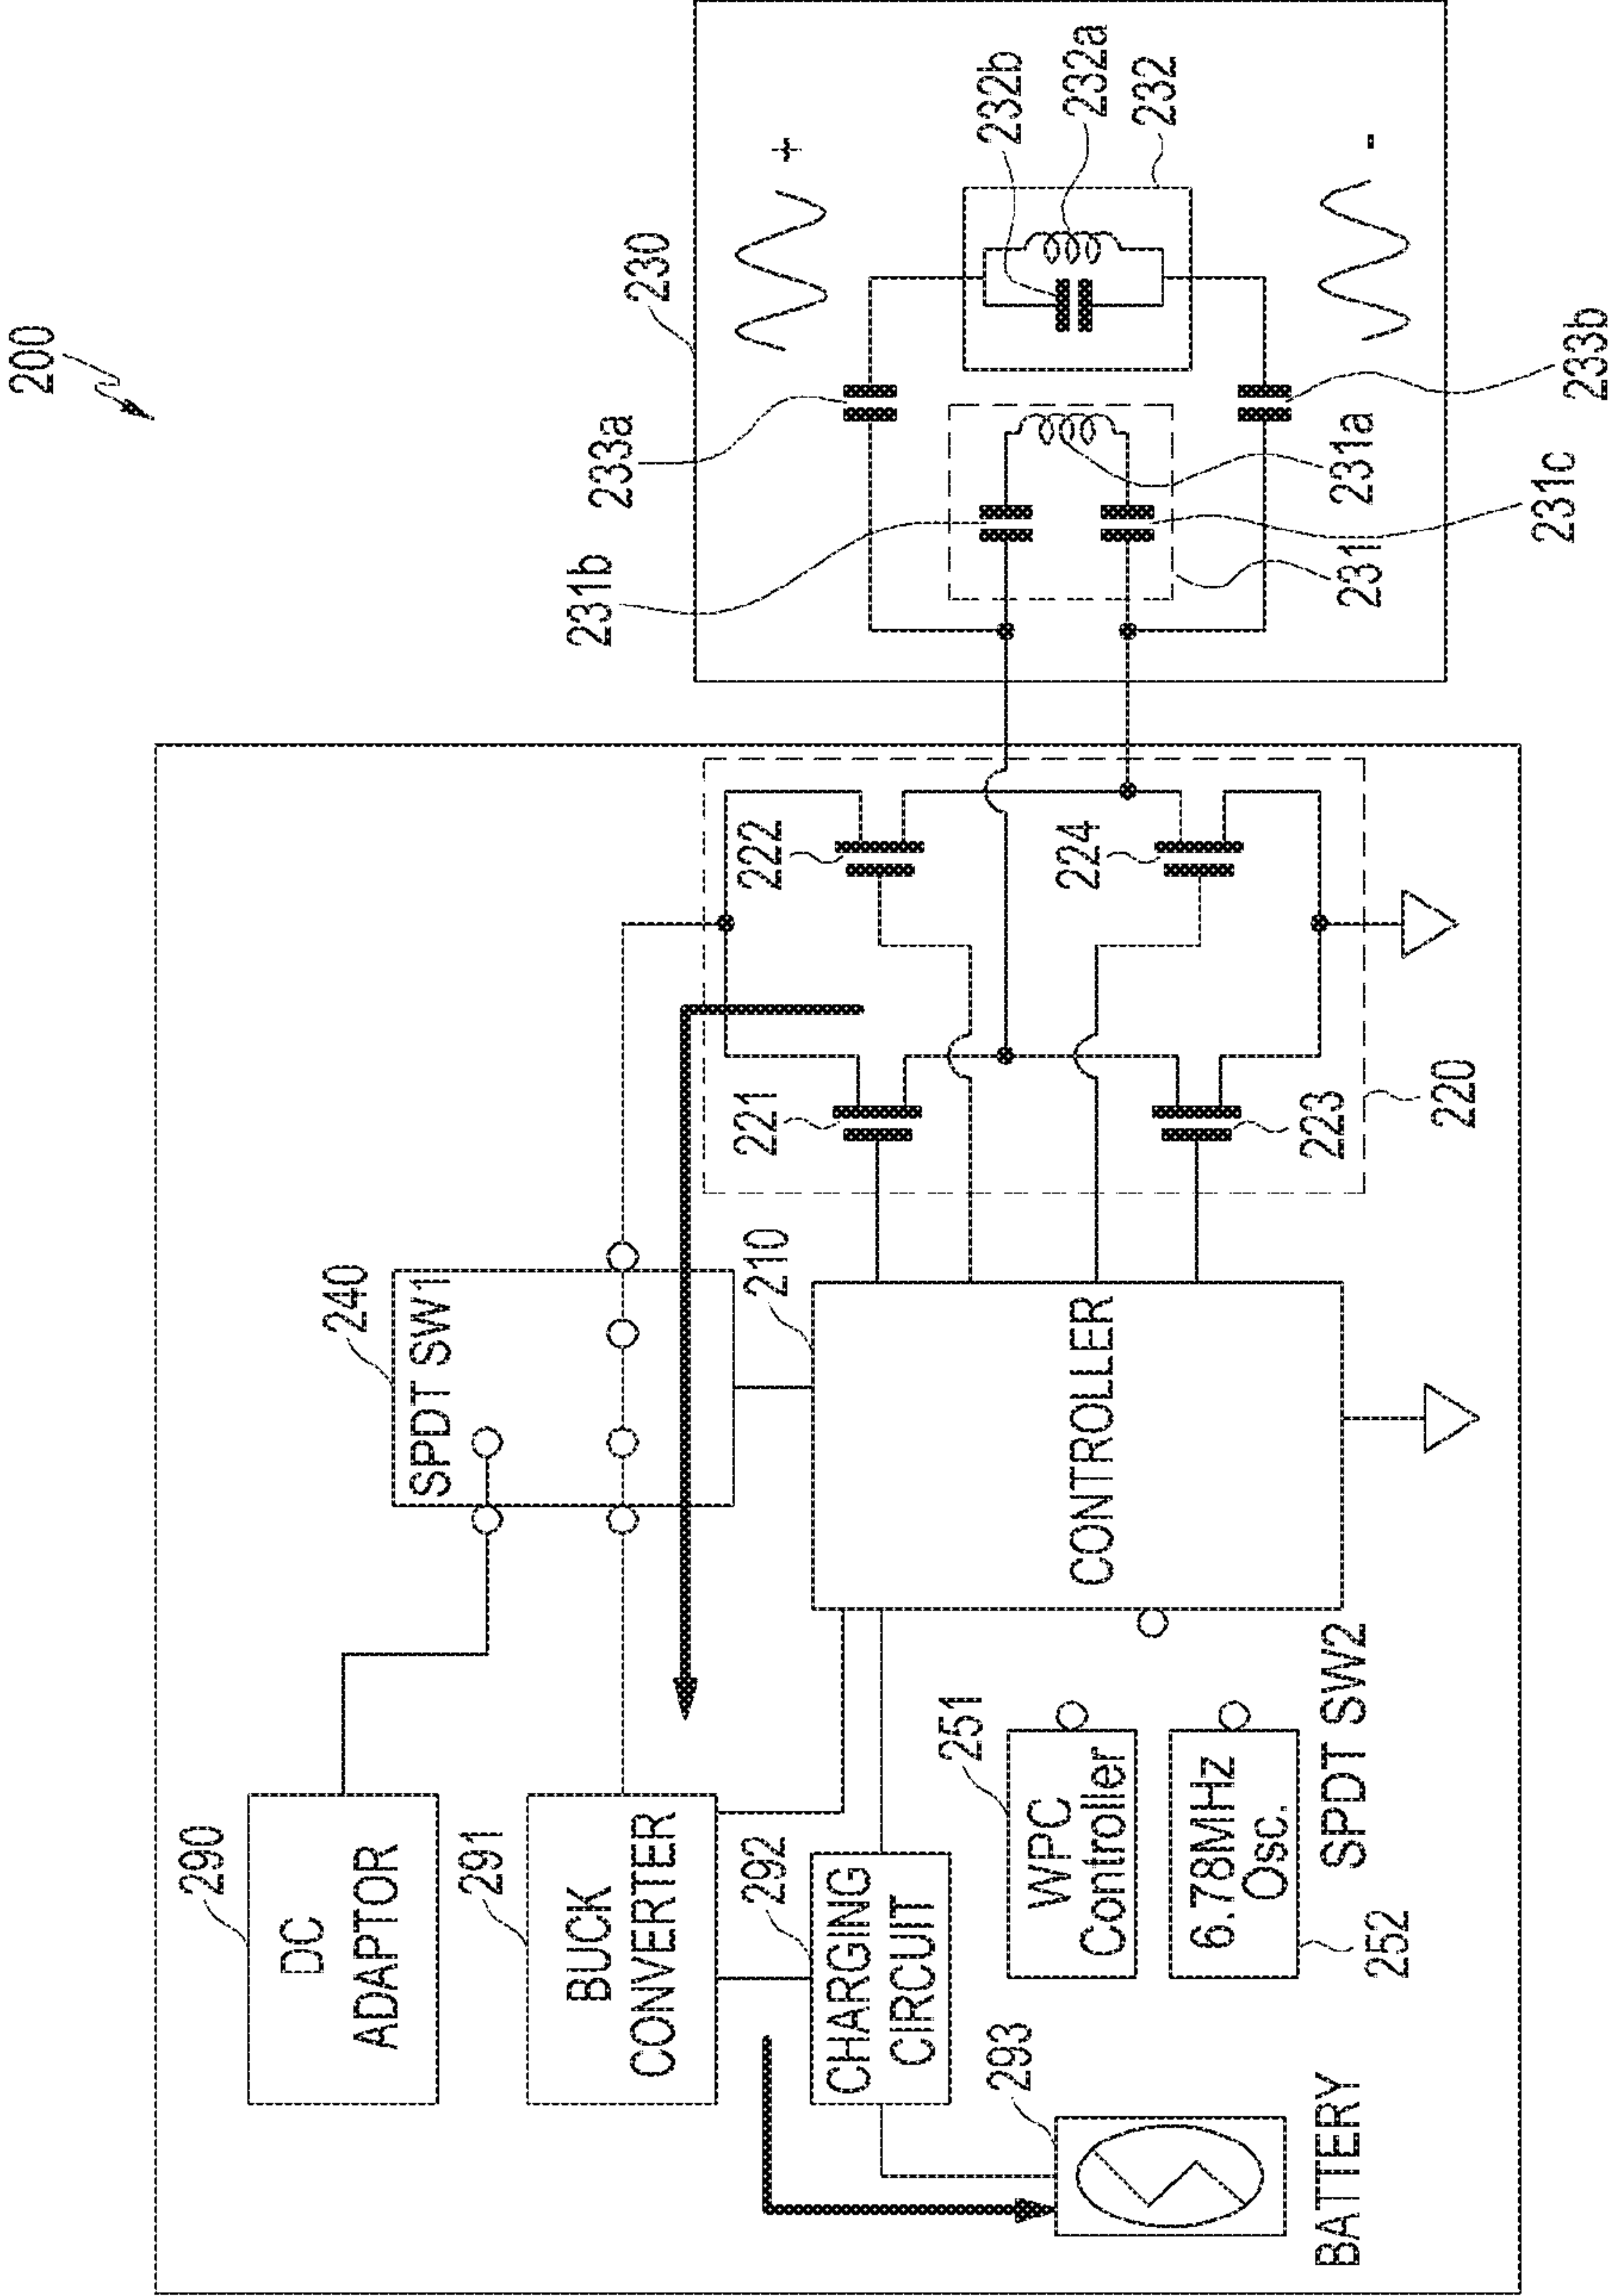 200
290
DC
ADAPTOR
291
BUCK
CONVERTER
292
CHARGING
CIRCUIT
293
BATTERY
240
SPDT SW1
210
CONTROLLER
251
WPC
Controller
6.78MHz
Osc.
252
SPDT SW2
221
222
223
224
220
230
233a
231b
231a
231c
231
233b
232b
232a
232
+
-